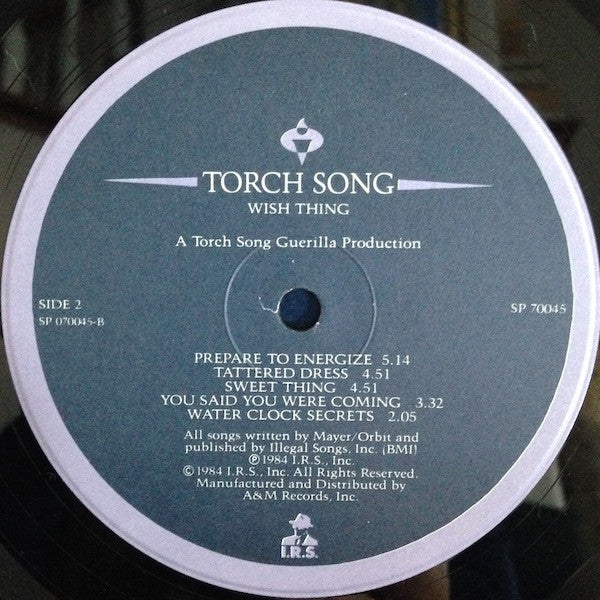 TORCH SONG
WISH THING
A Torch Song Guerilla Production
SIDE 2
SP 070045-B
SP 70045
PREPARE TO ENERGIZE 5.14
TATTERED DRESS 4.51
SWEET THING 4.51
YOU SAID YOU WERE COMING 3.32
WATER CLOCK SECRETS 2.05
All songs written by Mayer/Orbit and
published by Illegal Songs, Inc. (BMI)
℗ 1984 I.R.S., Inc.
© 1984 I.R.S., Inc. All Rights Reserved.
Manufactured and Distributed by
A&M Records, Inc.
I.R.S.